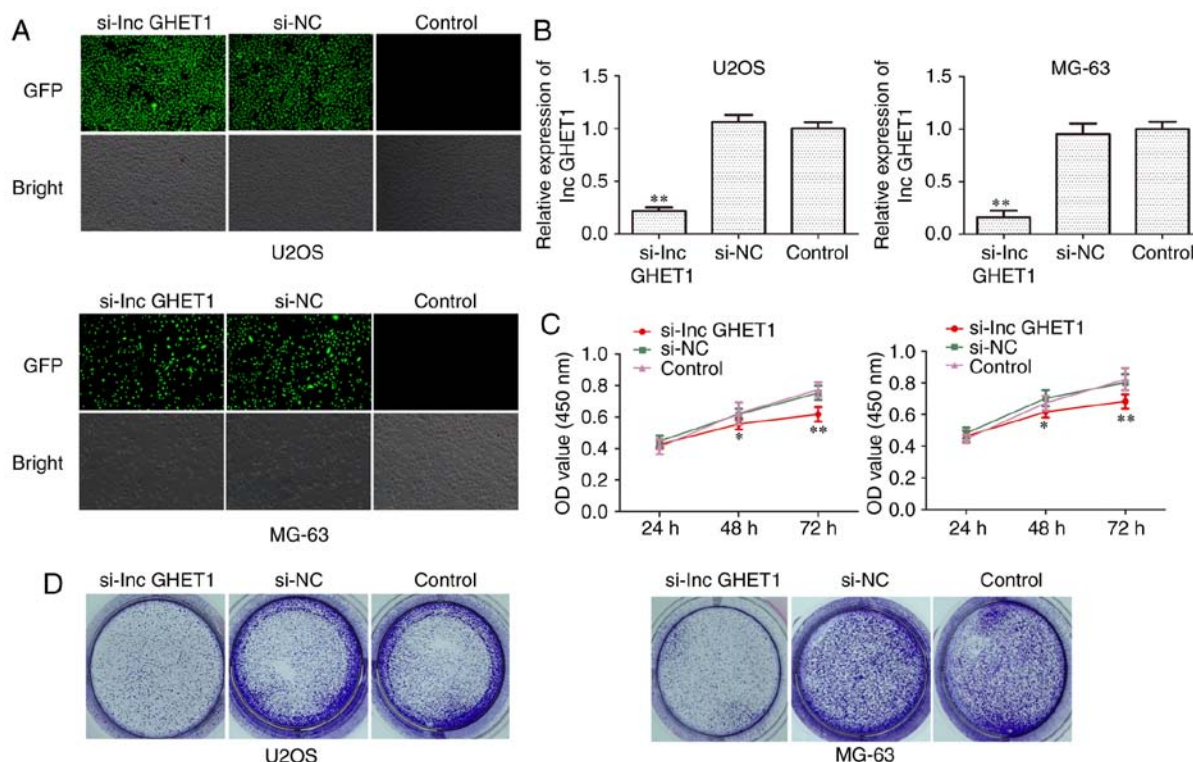 A
si-lnc GHET1 si-NC Control
GFP
Bright
U2OS
si-lnc GHET1 si-NC Control
GFP
Bright
MG-63
B
U2OS
Relative expression of
lnc GHET1
1.5
1.0
0.5
0.0
**
si-lnc
GHET1
si-NC Control
MG-63
Relative expression of
lnc GHET1
1.5
1.0
0.5
0.0
**
si-lnc
GHET1
si-NC Control
C
si-lnc GHET1
si-NC
Control
OD value (450 nm)
1.0
0.8
0.6
0.4
0.2
0.0
*
**
24 h 48 h 72 h
si-lnc GHET1
si-NC
Control
OD value (450 nm)
1.0
0.8
0.6
0.4
0.2
0.0
*
**
24 h 48 h 72 h
D
si-lnc GHET1 si-NC Control
U2OS
si-lnc GHET1 si-NC Control
MG-63